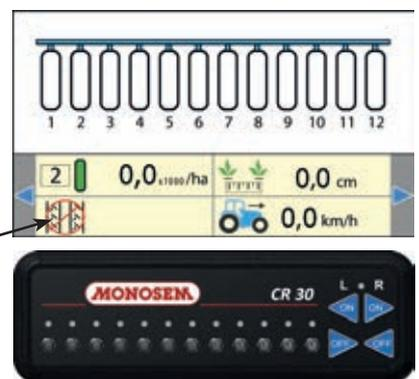 1 2 3 4 5 6 7 8 9 10 11 12
2 0,0 x1000/ha 0,0 cm
0,0 km/h
MONOSEM CR 30 L R
ON ON
OFF OFF